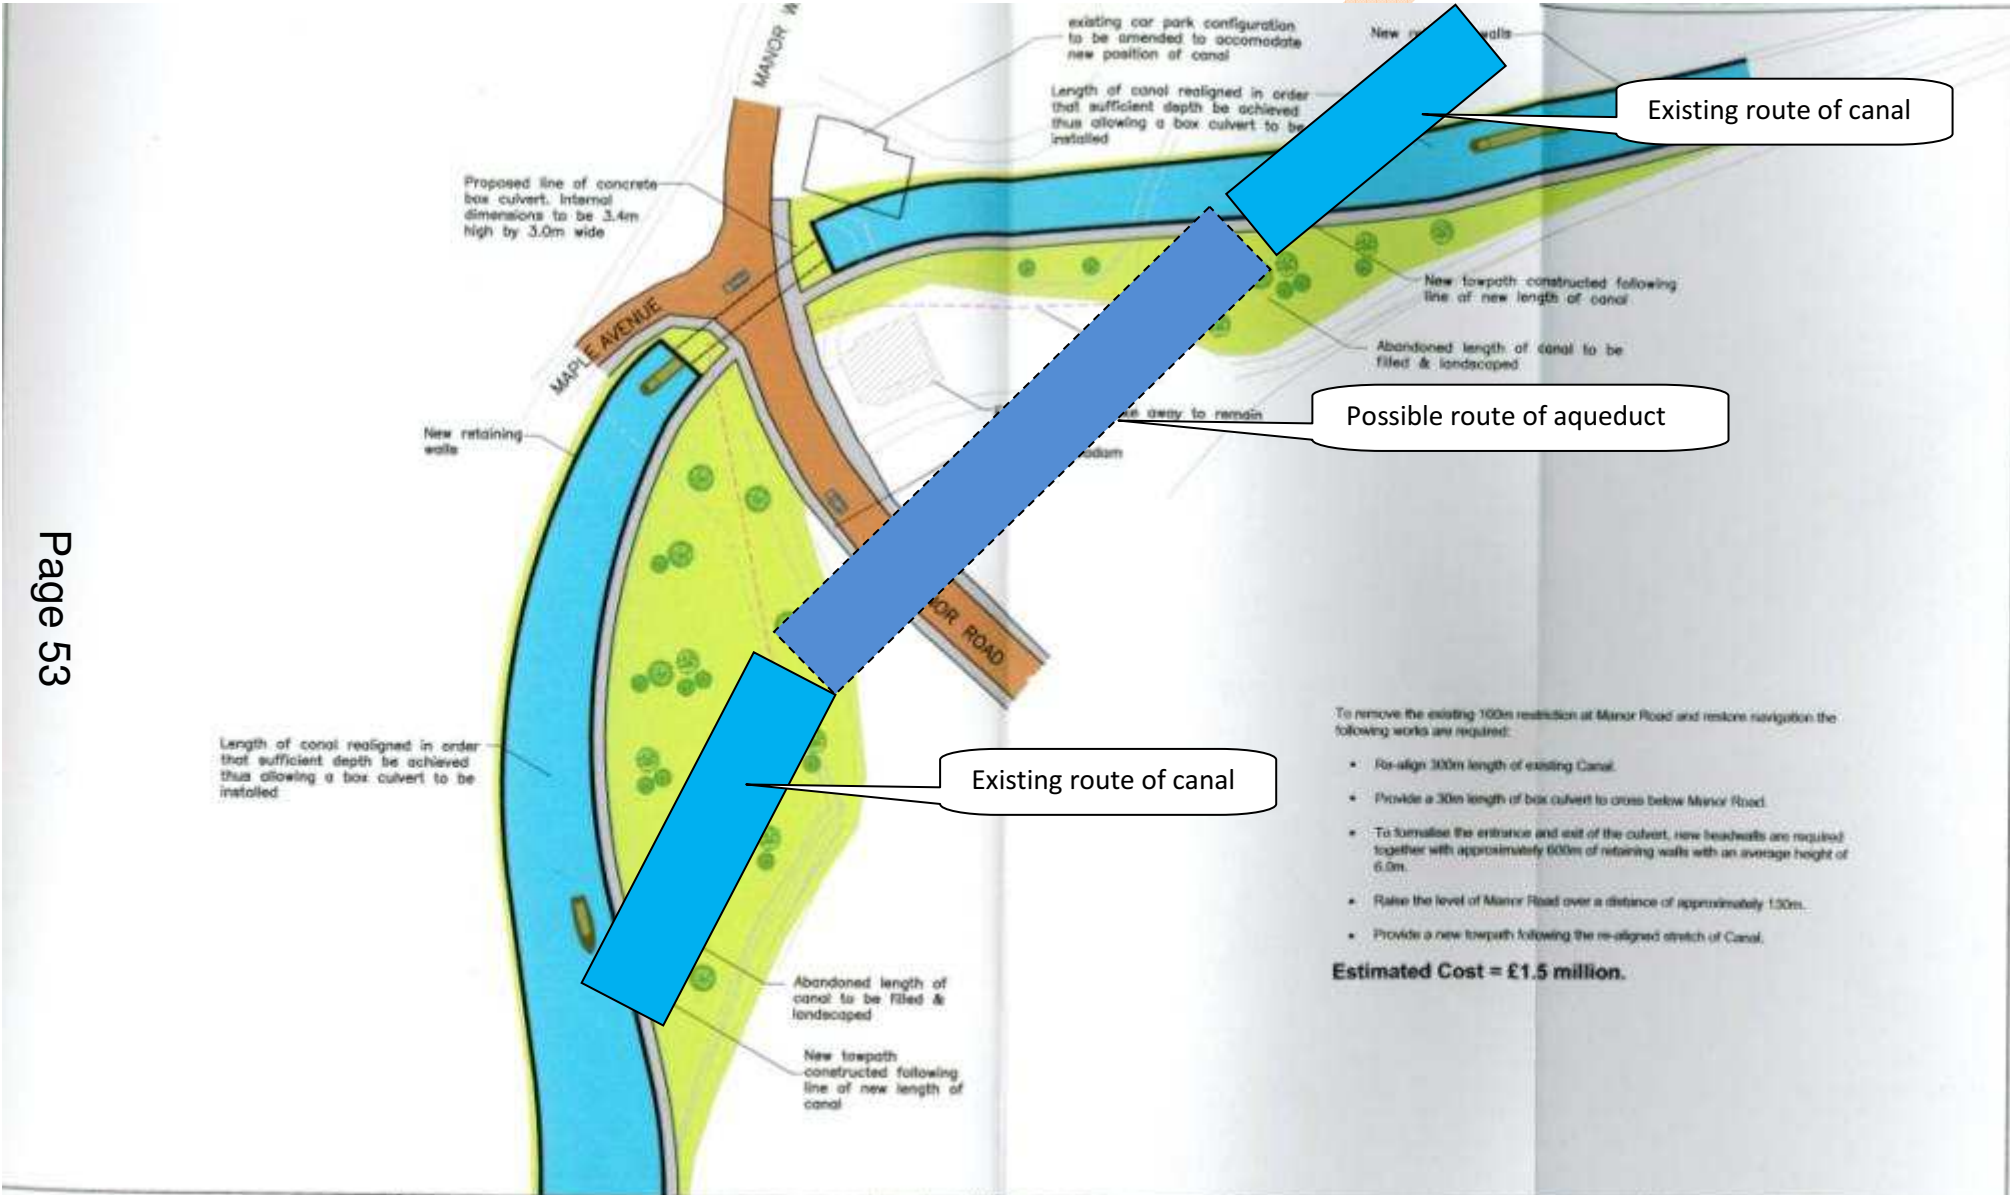 MANOR W
existing car park configuration
to be amended to accomodate
new position of canal
New re walls
Length of canal realigned in order
that sufficient depth be achieved
thus allowing a box culvert to be
installed
Existing route of canal
Proposed line of concrete
box culvert. Internal
dimensions to be 3.4m
high by 3.0m wide
New towpath constructed following
line of new length of canal
MAPLE AVENUE
Abandoned length of canal to be
filled & landscaped
Possible route of aqueduct
away to remain
New retaining
walls
Page 53
OR ROAD
Length of canal realigned in order
that sufficient depth be achieved
thus allowing a box culvert to be
installed
Existing route of canal
To remove the existing 100m restriction at Manor Road and restore navigation the
following works are required:
• Re-align 300m length of existing Canal.
• Provide a 30m length of box culvert to cross below Manor Road.
• To formalise the entrance and exit of the culvert, new headwalls are required
together with approximately 600m of retaining walls with an average height of
6.0m.
• Raise the level of Manor Road over a distance of approximately 130m.
• Provide a new towpath following the re-aligned stretch of Canal.
Estimated Cost = £1.5 million.
Abandoned length of
canal to be filled &
landscaped
New towpath
constructed following
line of new length of
canal